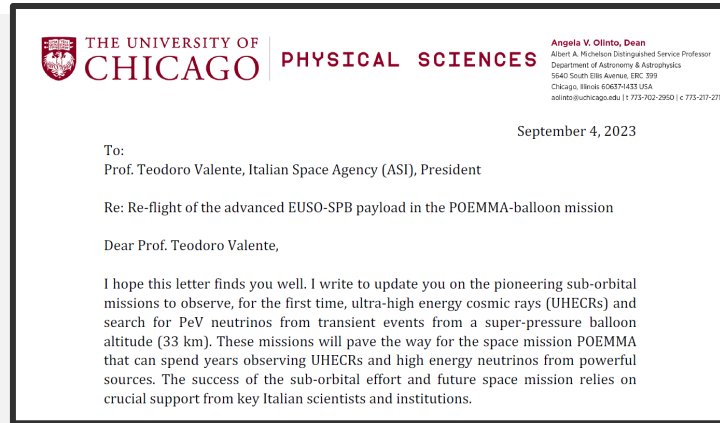 THE UNIVERSITY OF
CHICAGO
PHYSICAL SCIENCES
Angela V. Olinto, Dean
Albert A. Michelson Distinguished Service Professor
Department of Astronomy & Astrophysics
5640 South Ellis Avenue, ERC 399
Chicago, Illinois 60637-1433 USA
aolinto@uchicago.edu | t 773-702-2950 | c 773-217-271
September 4, 2023
To:
Prof. Teodoro Valente, Italian Space Agency (ASI), President
Re: Re-flight of the advanced EUSO-SPB payload in the POEMMA-balloon mission
Dear Prof. Teodoro Valente,
I hope this letter finds you well. I write to update you on the pioneering sub-orbital
missions to observe, for the first time, ultra-high energy cosmic rays (UHECRs) and
search for PeV neutrinos from transient events from a super-pressure balloon
altitude (33 km). These missions will pave the way for the space mission POEMMA
that can spend years observing UHECRs and high energy neutrinos from powerful
sources. The success of the sub-orbital effort and future space mission relies on
crucial support from key Italian scientists and institutions.